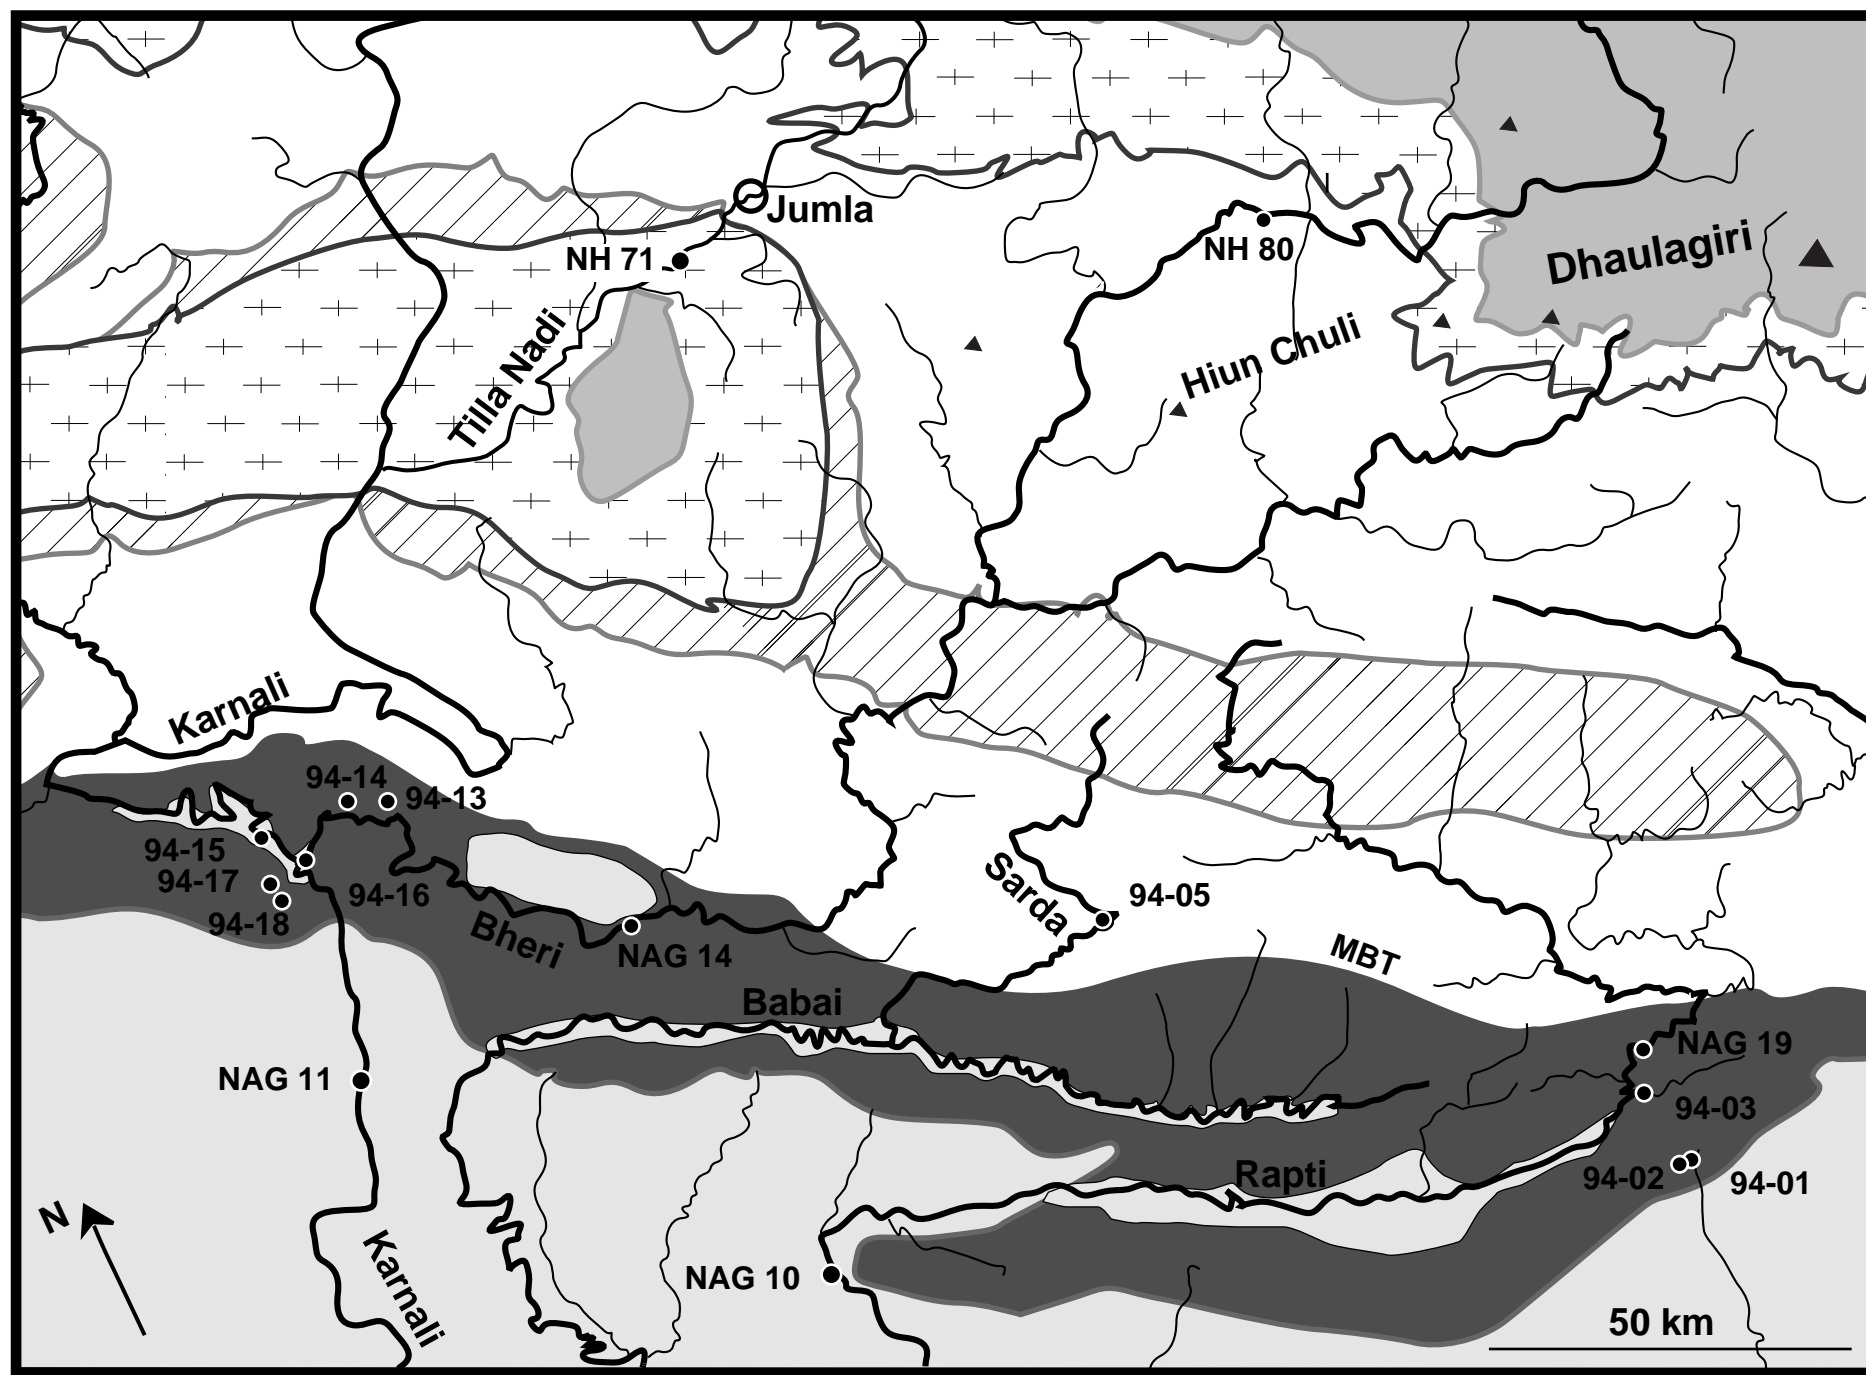 Jumla
NH 71
NH 80
Dhaulagiri
Tilla Nadi
Hiun Chuli
Karnali
94-14
94-13
94-15
94-17
94-16
94-18
Sarda
94-05
Bheri
NAG 14
MBT
Babai
NAG 11
NAG 19
94-03
Rapti
94-02
94-01
N
Karnali
NAG 10
50 km